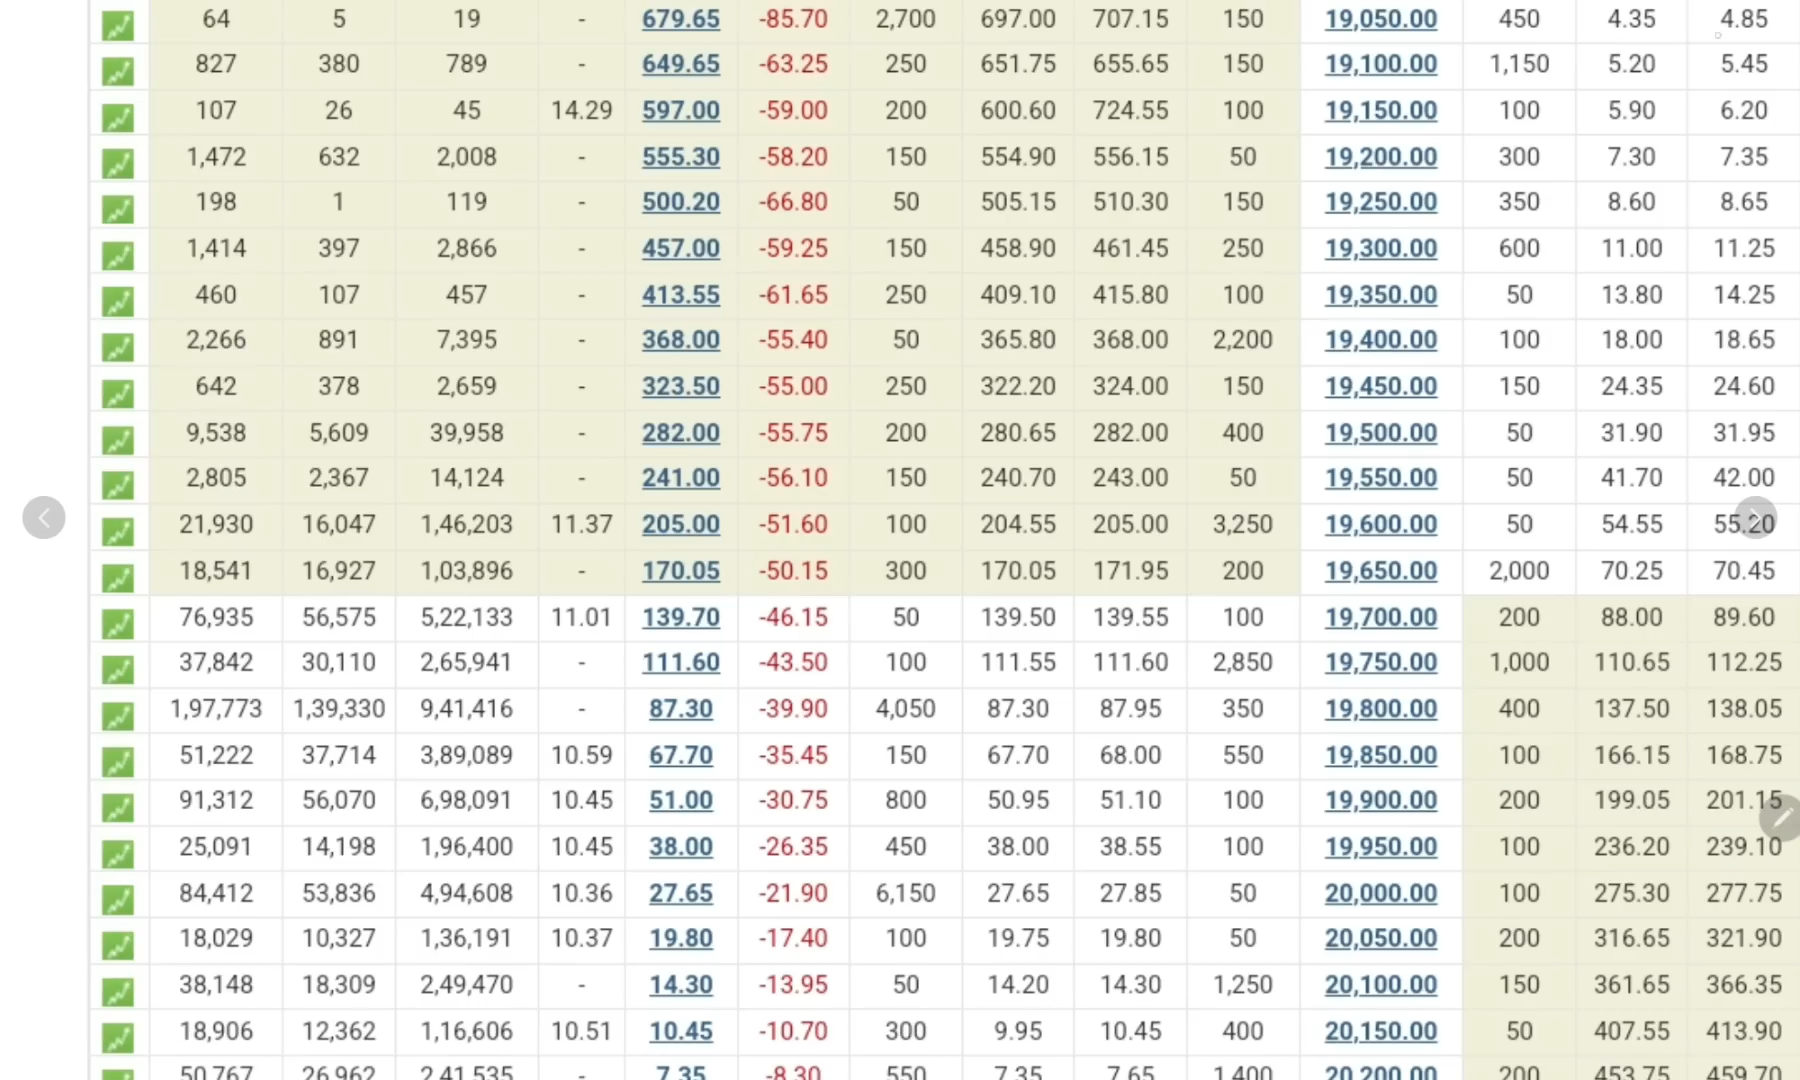 64 5 19 - 679.65 -85.70 2,700 697.00 707.15 150 19,050.00 450 4.35 4.85
827 380 789 - 649.65 -63.25 250 651.75 655.65 150 19,100.00 1,150 5.20 5.45
107 26 45 14.29 597.00 -59.00 200 600.60 724.55 100 19,150.00 100 5.90 6.20
1,472 632 2,008 - 555.30 -58.20 150 554.90 556.15 50 19,200.00 300 7.30 7.35
198 1 119 - 500.20 -66.80 50 505.15 510.30 150 19,250.00 350 8.60 8.65
1,414 397 2,866 - 457.00 -59.25 150 458.90 461.45 250 19,300.00 600 11.00 11.25
460 107 457 - 413.55 -61.65 250 409.10 415.80 100 19,350.00 50 13.80 14.25
2,266 891 7,395 - 368.00 -55.40 50 365.80 368.00 2,200 19,400.00 100 18.00 18.65
642 378 2,659 - 323.50 -55.00 250 322.20 324.00 150 19,450.00 150 24.35 24.60
9,538 5,609 39,958 - 282.00 -55.75 200 280.65 282.00 400 19,500.00 50 31.90 31.95
2,805 2,367 14,124 - 241.00 -56.10 150 240.70 243.00 50 19,550.00 50 41.70 42.00
21,930 16,047 1,46,203 11.37 205.00 -51.60 100 204.55 205.00 3,250 19,600.00 50 54.55 55.20
18,541 16,927 1,03,896 - 170.05 -50.15 300 170.05 171.95 200 19,650.00 2,000 70.25 70.45
76,935 56,575 5,22,133 11.01 139.70 -46.15 50 139.50 139.55 100 19,700.00 200 88.00 89.60
37,842 30,110 2,65,941 - 111.60 -43.50 100 111.55 111.60 2,850 19,750.00 1,000 110.65 112.25
1,97,773 1,39,330 9,41,416 - 87.30 -39.90 4,050 87.30 87.95 350 19,800.00 400 137.50 138.05
51,222 37,714 3,89,089 10.59 67.70 -35.45 150 67.70 68.00 550 19,850.00 100 166.15 168.75
91,312 56,070 6,98,091 10.45 51.00 -30.75 800 50.95 51.10 100 19,900.00 200 199.05 201.15
25,091 14,198 1,96,400 10.45 38.00 -26.35 450 38.00 38.55 100 19,950.00 100 236.20 239.10
84,412 53,836 4,94,608 10.36 27.65 -21.90 6,150 27.65 27.85 50 20,000.00 100 275.30 277.75
18,029 10,327 1,36,191 10.37 19.80 -17.40 100 19.75 19.80 50 20,050.00 200 316.65 321.90
38,148 18,309 2,49,470 - 14.30 -13.95 50 14.20 14.30 1,250 20,100.00 150 361.65 366.35
18,906 12,362 1,16,606 10.51 10.45 -10.70 300 9.95 10.45 400 20,150.00 50 407.55 413.90
50,767 26,962 2,41,535 - 7.35 -8.30 550 7.35 7.65 1,400 20,200.00 200 453.75 459.70